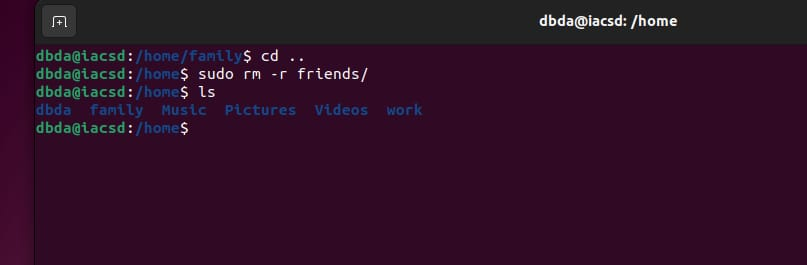 dbda@iacsd: /home
dbda@iacsd:/home/family$ cd ..
dbda@iacsd:/home$ sudo rm -r friends/
dbda@iacsd:/home$ ls
dbda  family  Music  Pictures  Videos  work
dbda@iacsd:/home$